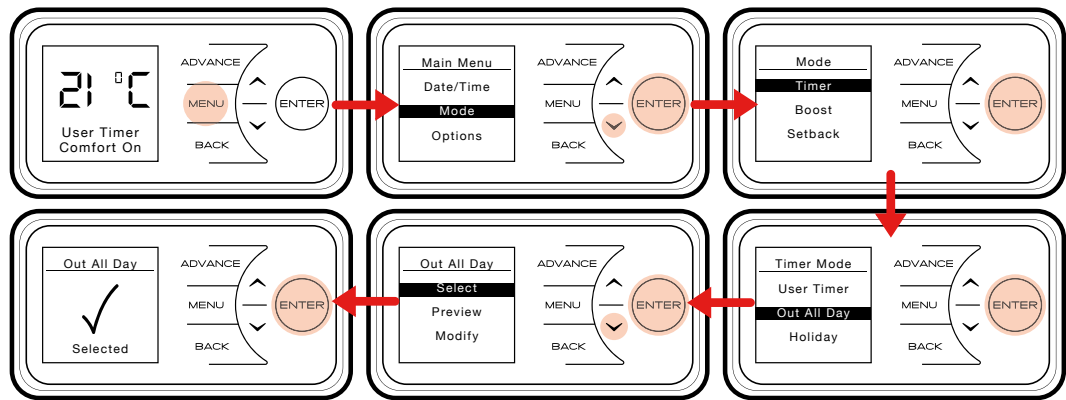 21 °C
User Timer
Comfort On
ADVANCE
MENU
BACK
ENTER
Main Menu
Date/Time
Mode
Options
ADVANCE
MENU
BACK
ENTER
Mode
Timer
Boost
Setback
ADVANCE
MENU
BACK
ENTER
Out All Day
Selected
ADVANCE
MENU
BACK
ENTER
Out All Day
Select
Preview
Modify
ADVANCE
MENU
BACK
ENTER
Timer Mode
User Timer
Out All Day
Holiday
ADVANCE
MENU
BACK
ENTER